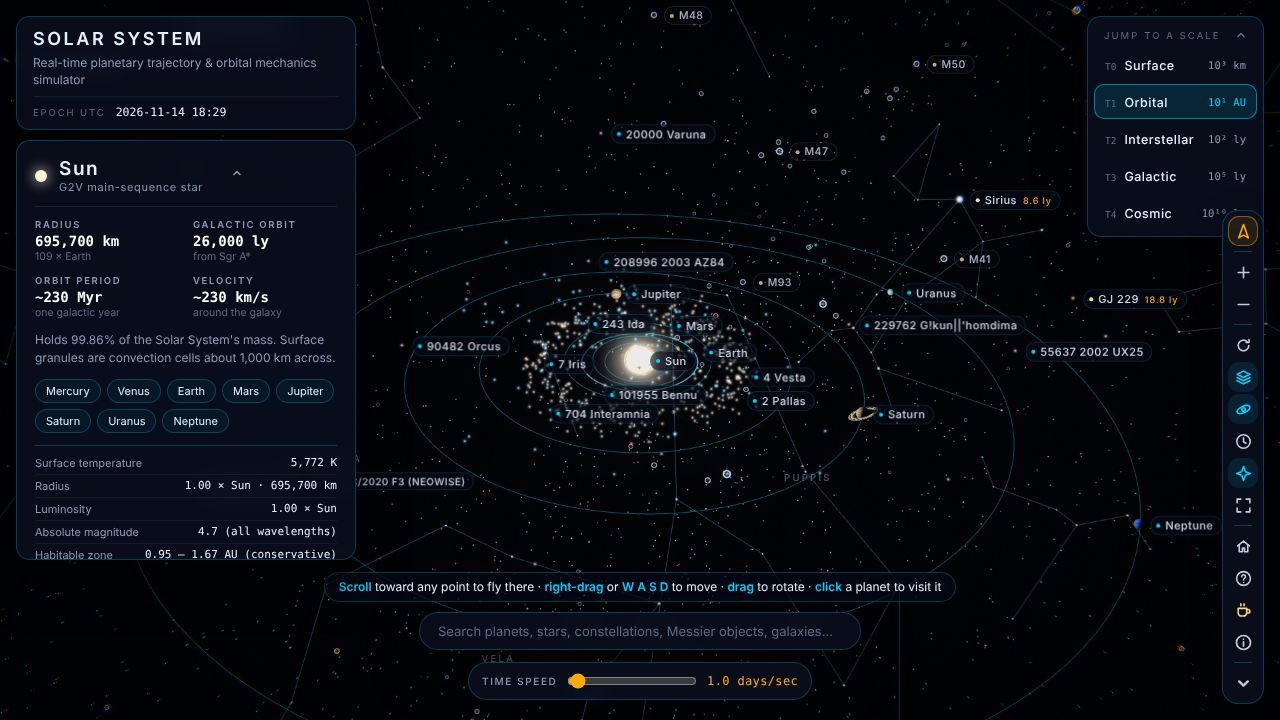 SOLAR SYSTEM
Real-time planetary trajectory & orbital mechanics
simulator
EPOCH UTC 2026-11-14 18:29
Sun
G2V main-sequence star
RADIUS
695,700 km
109 × Earth
GALACTIC ORBIT
26,000 ly
from Sgr A*
ORBIT PERIOD
~230 Myr
one galactic year
VELOCITY
~230 km/s
around the galaxy
Holds 99.86% of the Solar System's mass. Surface
granules are convection cells about 1,000 km across.
Mercury Venus Earth Mars Jupiter
Saturn Uranus Neptune
Surface temperature 5,772 K
Radius 1.00 × Sun · 695,700 km
Luminosity 1.00 × Sun
Absolute magnitude 4.7 (all wavelengths)
Habitable zone 0.95 – 1.67 AU (conservative)
M48
M50
20000 Varuna
M47
Sirius 8.6 ly
M41
208996 2003 AZ84
M93
Jupiter
Uranus
GJ 229 18.8 ly
243 Ida
Mars
229762 G!kun||'homdima
90482 Orcus
Earth
55637 2002 UX25
7 Iris
Sun
4 Vesta
101955 Bennu
2 Pallas
704 Interamnia
Saturn
/2020 F3 (NEOWISE)
PUPPIS
Neptune
JUMP TO A SCALE
T0 Surface 10³ km
T1 Orbital 10¹ AU
T2 Interstellar 10² ly
T3 Galactic 10⁵ ly
T4 Cosmic 10¹⁰
Scroll toward any point to fly there · right-drag or W A S D to move · drag to rotate · click a planet to visit it
Search planets, stars, constellations, Messier objects, galaxies...
VELA
TIME SPEED 1.0 days/sec